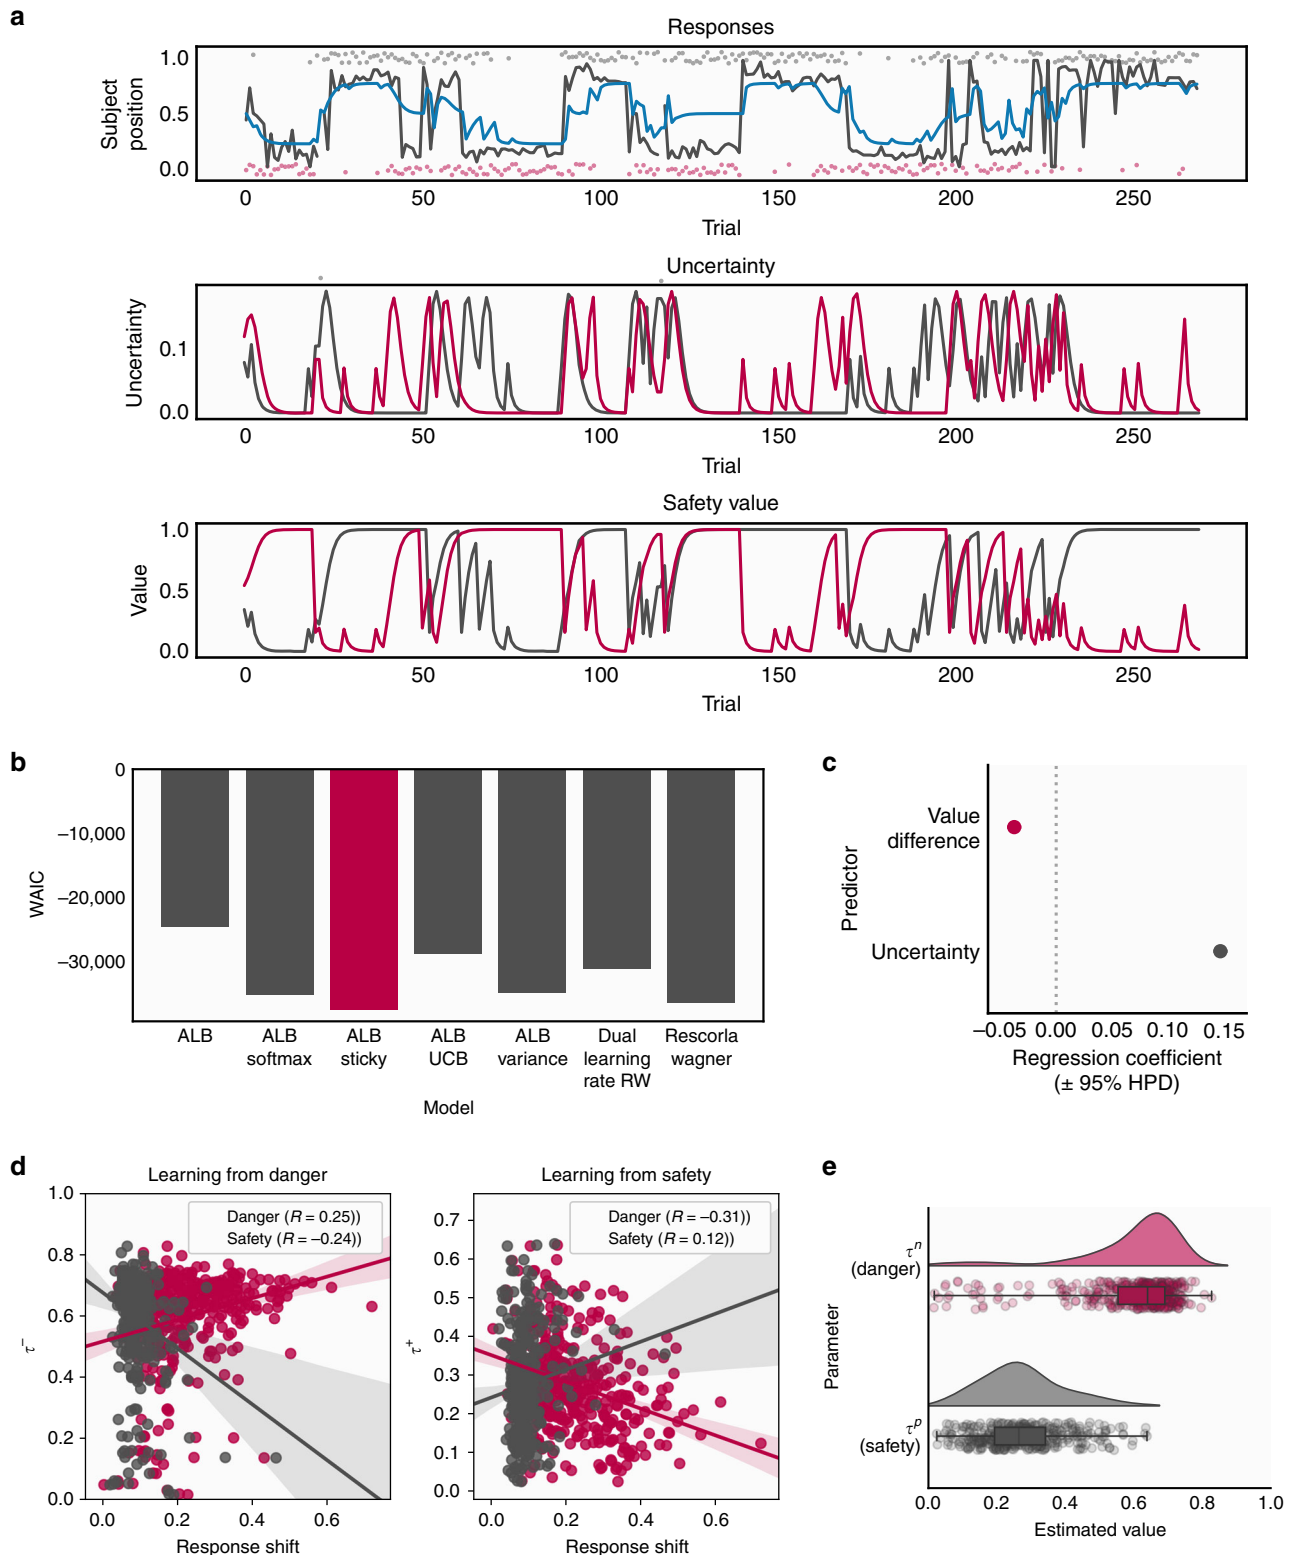 a
Responses
Subject
position
1.0
0.5
0.0
0
50
100
150
200
250
Trial
Uncertainty
Uncertainty
0.1
0.0
0
50
100
150
200
250
Trial
Safety value
Value
1.0
0.5
0.0
0
50
100
150
200
250
Trial
b
WAIC
0
−10,000
−20,000
−30,000
ALB
ALB
softmax
ALB
sticky
ALB
UCB
ALB
variance
Dual
learning
rate RW
Rescorla
wagner
Model
c
Predictor
Value
difference
Uncertainty
−0.05
0.00
0.05
0.10
0.15
Regression coefficient
(± 95% HPD)
d
Learning from danger
Danger (R = 0.25))
Safety (R = −0.24))
τ−
1.0
0.8
0.6
0.4
0.2
0.0
0.0
0.2
0.4
0.6
Response shift
Learning from safety
Danger (R = −0.31))
Safety (R = 0.12))
τ+
0.7
0.6
0.5
0.4
0.3
0.2
0.1
0.0
0.0
0.2
0.4
0.6
Response shift
e
Parameter
τn
(danger)
τp
(safety)
0.0
0.2
0.4
0.6
0.8
1.0
Estimated value